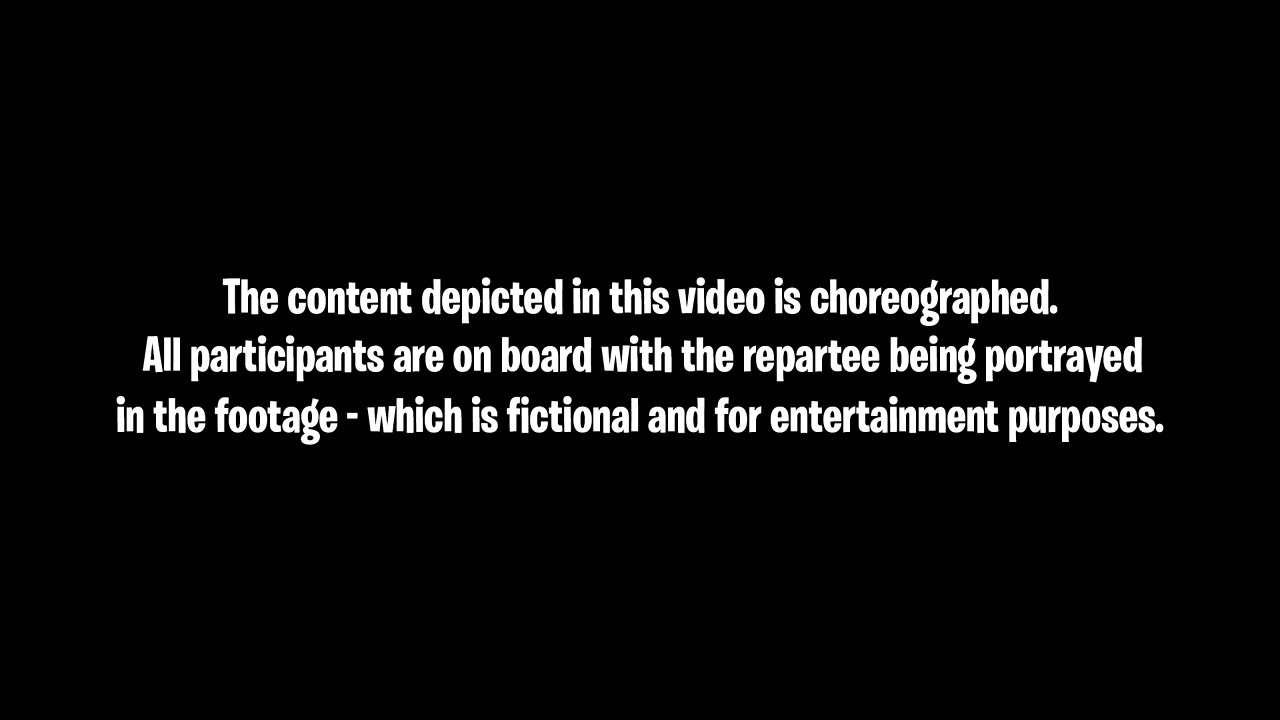 The content depicted in this video is choreographed.
All participants are on board with the repartee being portrayed
in the footage - which is fictional and for entertainment purposes.